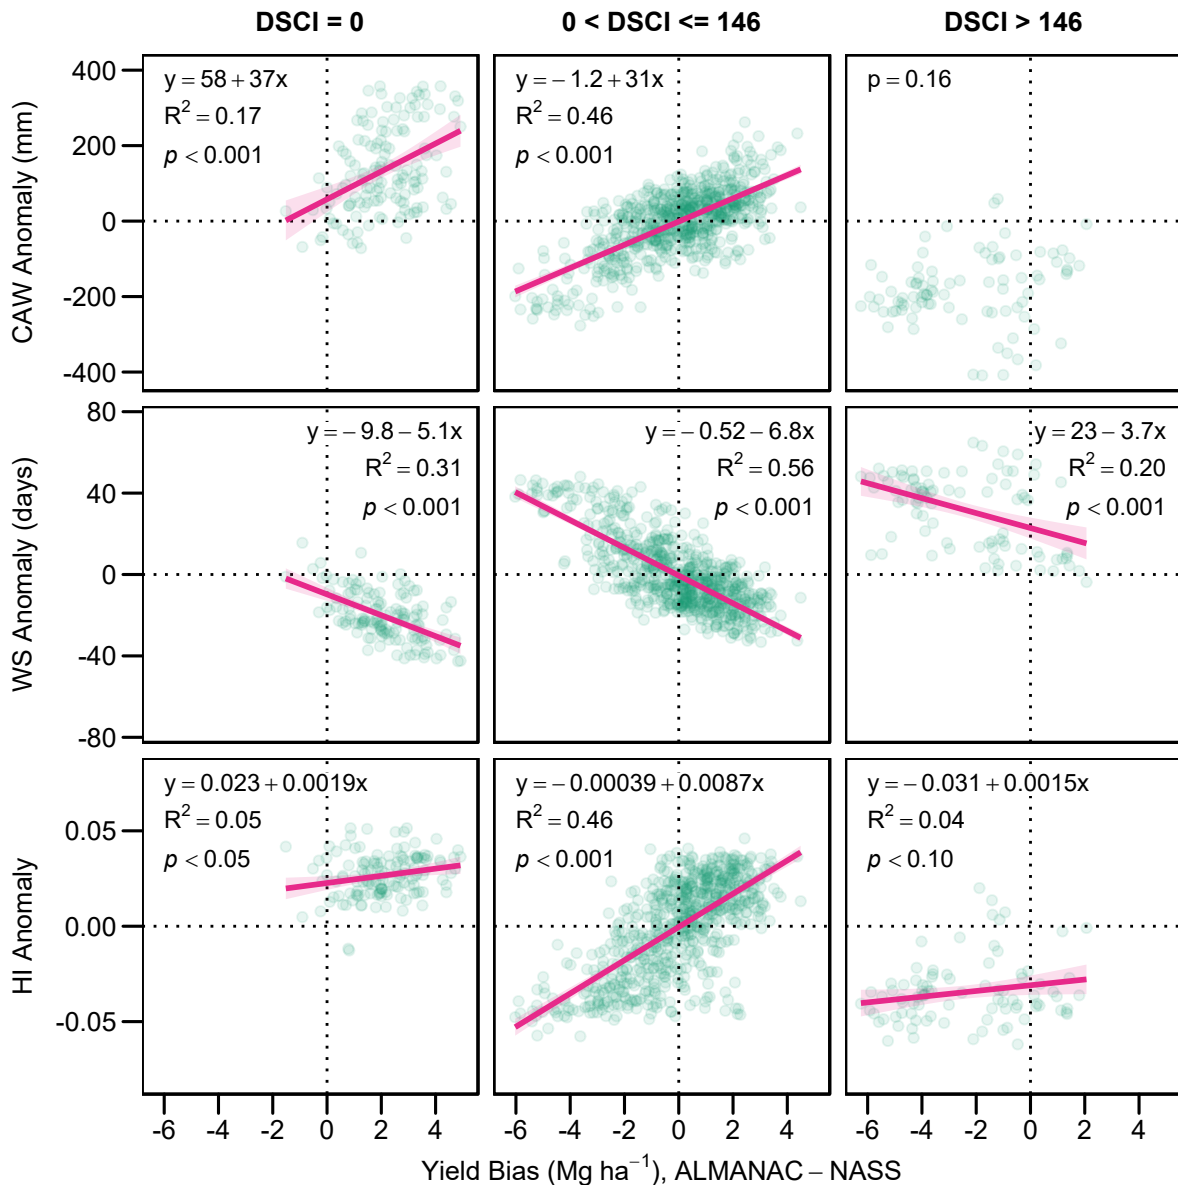 DSCI = 0
0 < DSCI <= 146
DSCI > 146
CAW Anomaly (mm)
400
200
0
-200
-400
y = 58 + 37x
R² = 0.17
p < 0.001
y = − 1.2 + 31x
R² = 0.46
p < 0.001
p = 0.16
WS Anomaly (days)
80
40
0
-40
-80
y = − 9.8 − 5.1x
R² = 0.31
p < 0.001
y = − 0.52 − 6.8x
R² = 0.56
p < 0.001
y = 23 − 3.7x
R² = 0.20
p < 0.001
HI Anomaly
0.05
0.00
-0.05
y = 0.023 + 0.0019x
R² = 0.05
p < 0.05
y = − 0.00039 + 0.0087x
R² = 0.46
p < 0.001
y = − 0.031 + 0.0015x
R² = 0.04
p < 0.10
-6 -4 -2 0 2 4 -6 -4 -2 0 2 4 -6 -4 -2 0 2 4
Yield Bias (Mg ha⁻¹), ALMANAC − NASS